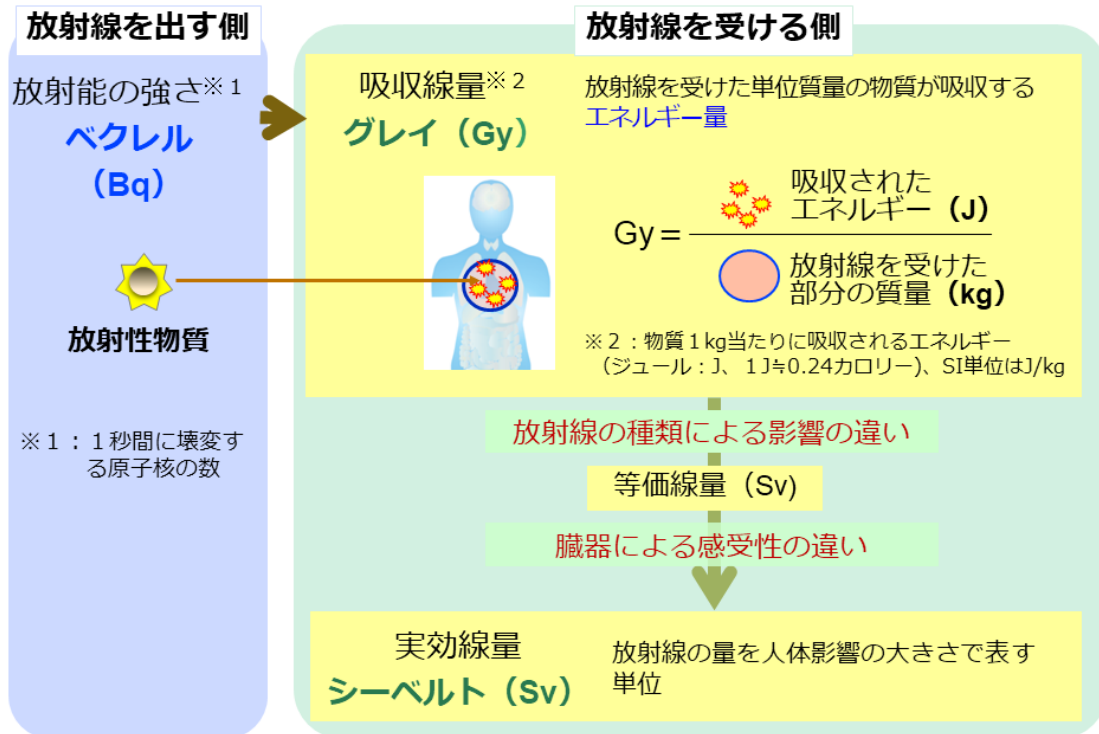 放射線を出す側
放射能の強さ※1
ベクレル
(Bq)
放射性物質
※1：1秒間に壊変す
る原子核の数
放射線を受ける側
吸収線量※2
グレイ（Gy）
放射線を受けた単位質量の物質が吸収する
エネルギー量
Gy＝
吸収された
エネルギー（J）
放射線を受けた
部分の質量（kg）
※2：物質1kg当たりに吸収されるエネルギー
（ジュール：J、1J≒0.24カロリー)、SI単位はJ/kg
放射線の種類による影響の違い
等価線量（Sv)
臓器による感受性の違い
実効線量
シーベルト（Sv）
放射線の量を人体影響の大きさで表す
単位